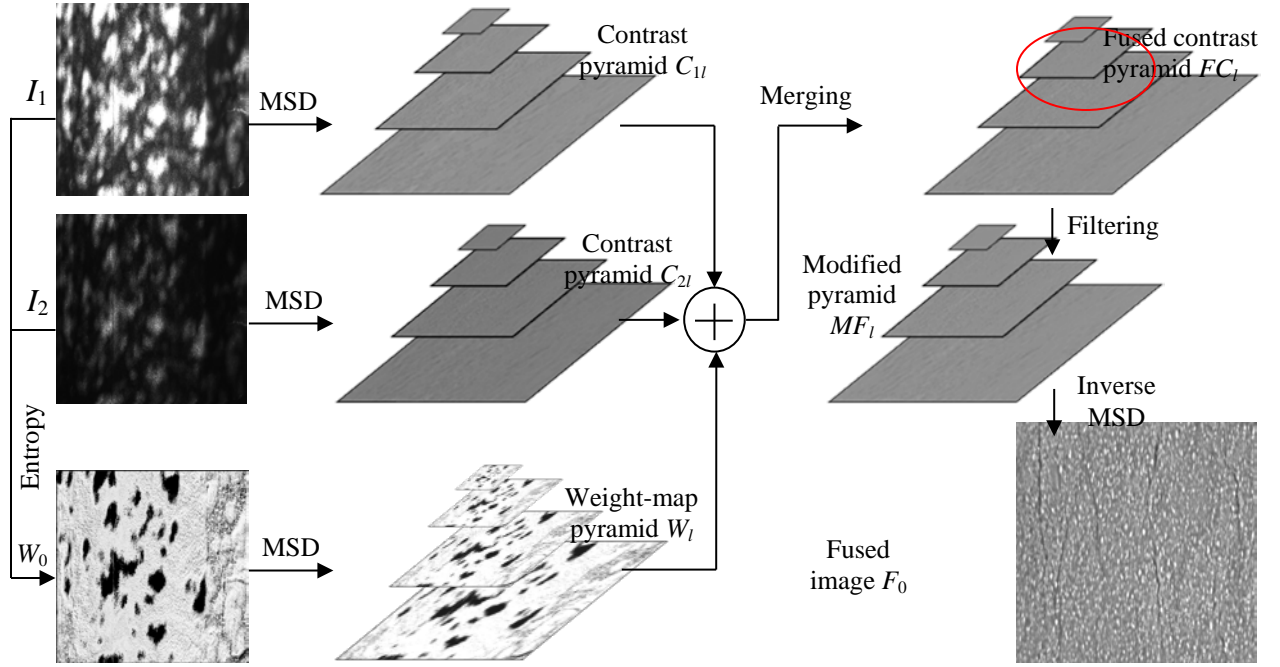 I₁
MSD
Contrast
pyramid C₁ₗ
Merging
Fused contrast
pyramid FCₗ
I₂
MSD
Contrast
pyramid C₂ₗ
Filtering
Modified
pyramid
MFₗ
Inverse
MSD
Entropy
W₀
MSD
Weight-map
pyramid Wₗ
Fused
image F₀